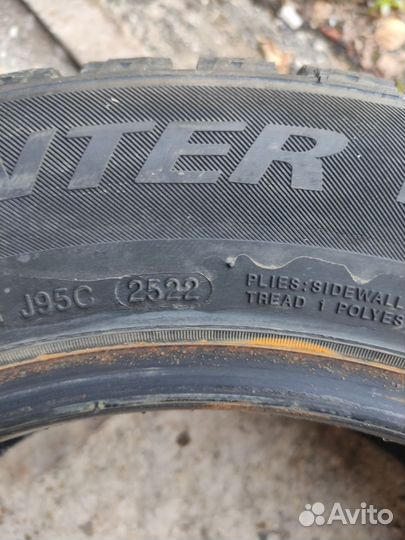 NTER
J95C 2522 PLIES:SIDEWALL
TREAD 1 POLYES
Avito